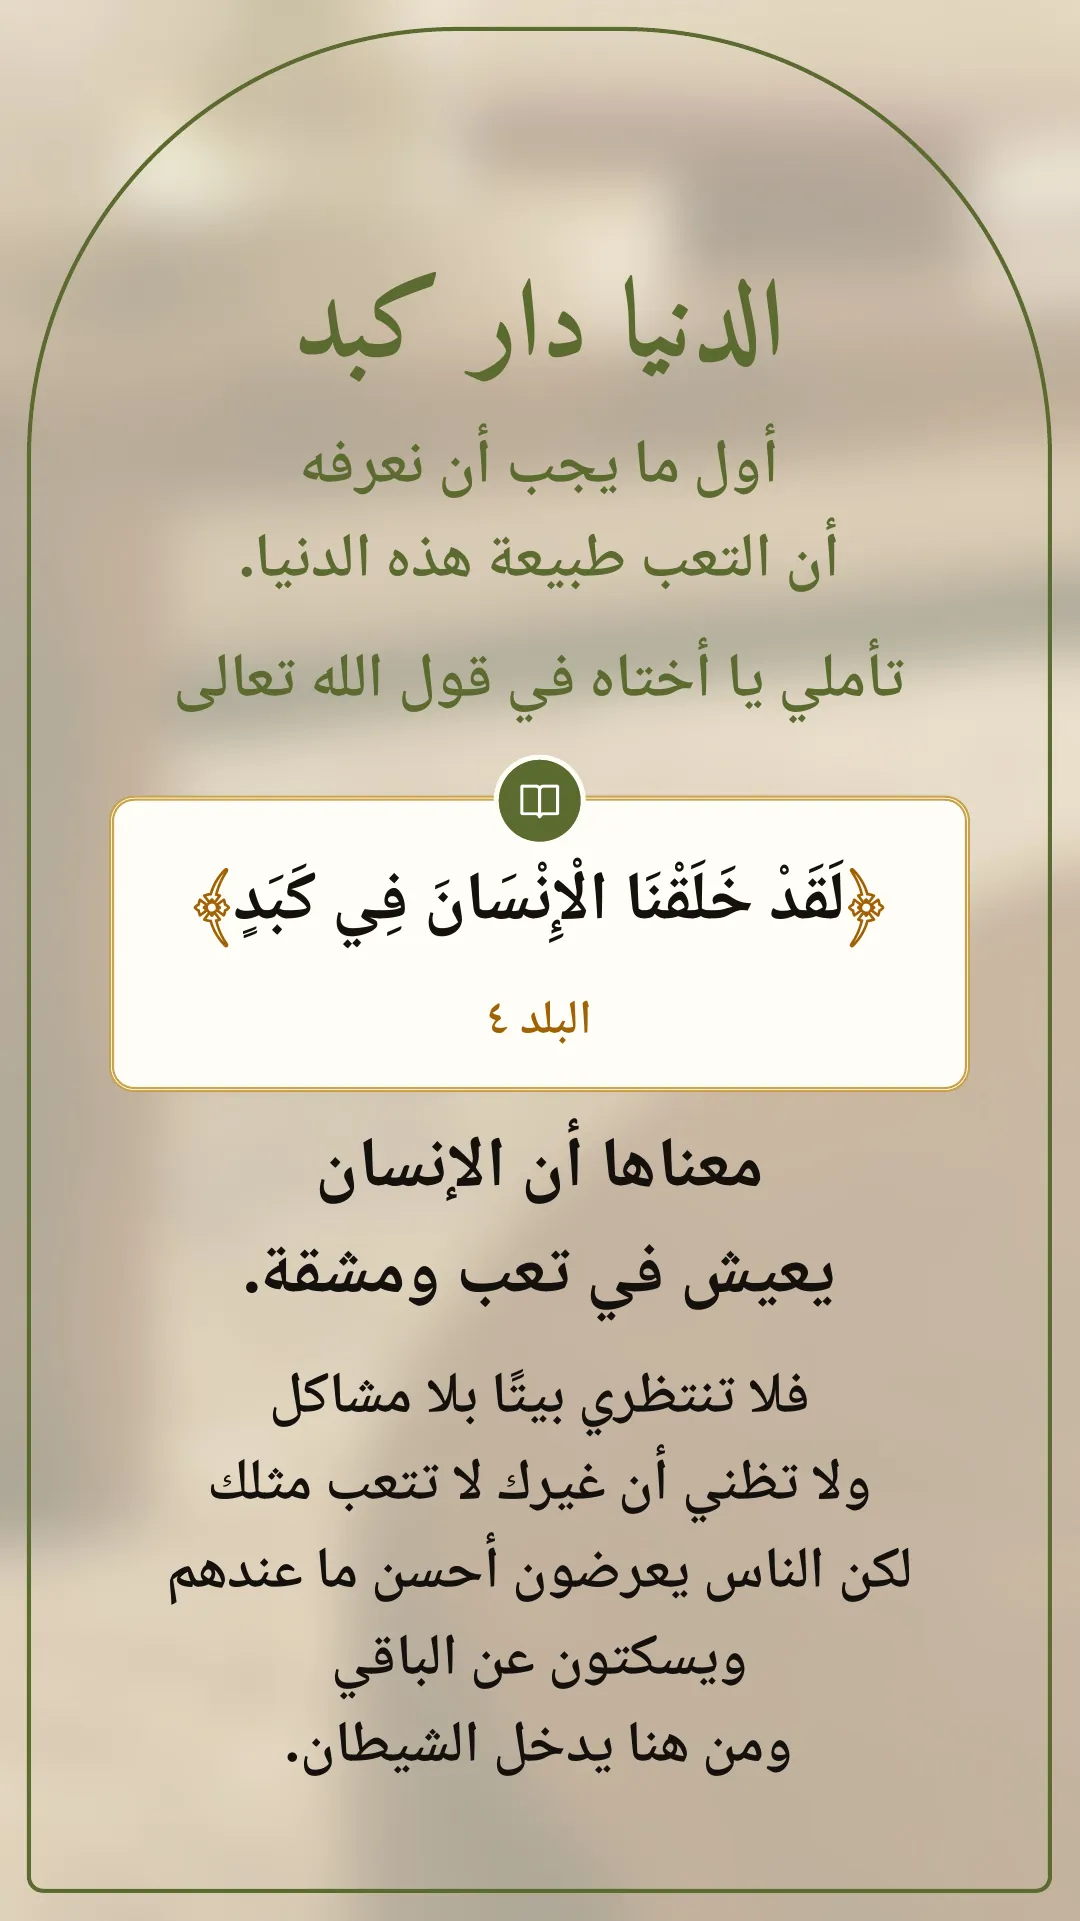 الدنيا دار كبد
أول ما يجب أن نعرفه
أن التعب طبيعة هذه الدنيا.
تأملي يا أختاه في قول الله تعالى
﴿لَقَدْ خَلَقْنَا الْإِنْسَانَ فِي كَبَدٍ﴾
البلد ٤
معناها أن الإنسان
يعيش في تعب ومشقة.
فلا تنتظري بيتًا بلا مشاكل
ولا تظني أن غيرك لا تتعب مثلك
لكن الناس يعرضون أحسن ما عندهم
ويسكتون عن الباقي
ومن هنا يدخل الشيطان.